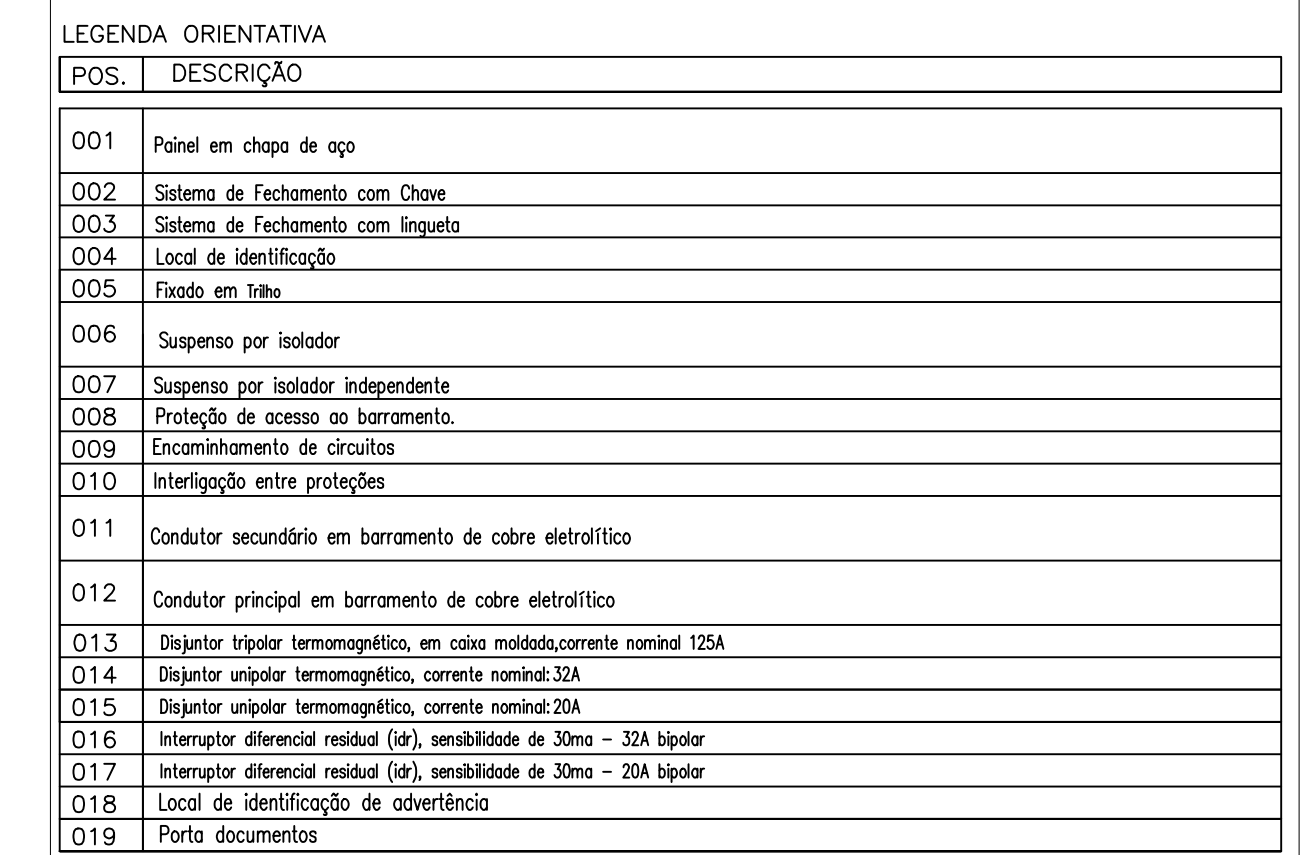 LEGENDA ORIENTATIVA
POS. DESCRIÇÃO
001 Painel em chapa de aço
002 Sistema de Fechamento com Chave
003 Sistema de Fechamento com lingueta
004 Local de identificação
005 Fixado em Trilho
006 Suspenso por isolador
007 Suspenso por isolador independente
008 Proteção de acesso ao barramento.
009 Encaminhamento de circuitos
010 Interligação entre proteções
011 Condutor secundário em barramento de cobre eletrolítico
012 Condutor principal em barramento de cobre eletrolítico
013 Disjuntor tripolar termomagnético, em caixa moldada,corrente nominal 125A
014 Disjuntor unipolar termomagnético, corrente nominal:32A
015 Disjuntor unipolar termomagnético, corrente nominal:20A
016 Interruptor diferencial residual (idr), sensibilidade de 30ma – 32A bipolar
017 Interruptor diferencial residual (idr), sensibilidade de 30ma – 20A bipolar
018 Local de identificação de advertência
019 Porta documentos